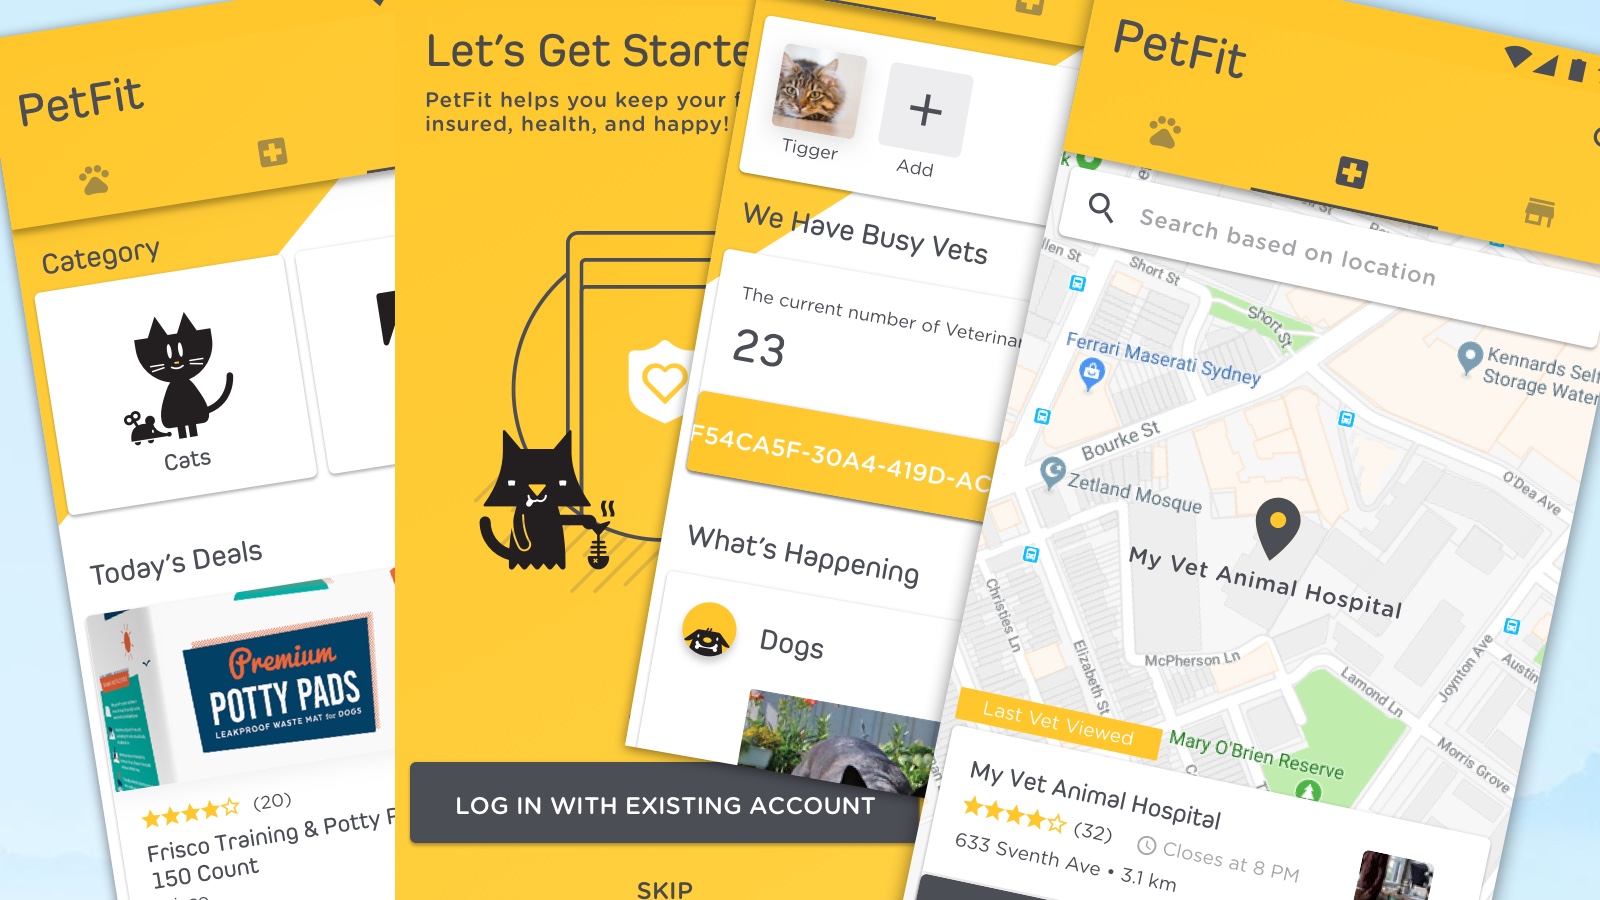 PetFit
Category
Cats
Today's Deals
Premium
POTTY PADS
LEAKPROOF WASTE MAT for DOGS
(20)
Frisco Training & Potty P
150 Count
Let's Get Starte
PetFit helps you keep your f
insured, health, and happy!
LOG IN WITH EXISTING ACCOUNT
SKIP
Tigger
Add
We Have Busy Vets
The current number of Veterinar
23
F54CA5F-30A4-419D-AC
What's Happening
Dogs
PetFit
Search based on location
llen St
Short St
Short St
Ferrari Maserati Sydney
Kennards Self
Storage Water
Bourke St
Zetland Mosque
O'Dea Ave
My Vet Animal Hospital
Christies Ln
Elizabeth St
McPherson Ln
Lamond Ln
Joynton Ave
Austin
Morris Grove
Mary O'Brien Reserve
Last Vet Viewed
My Vet Animal Hospital
(32)
Closes at 8 PM
633 Sventh Ave • 3.1 km